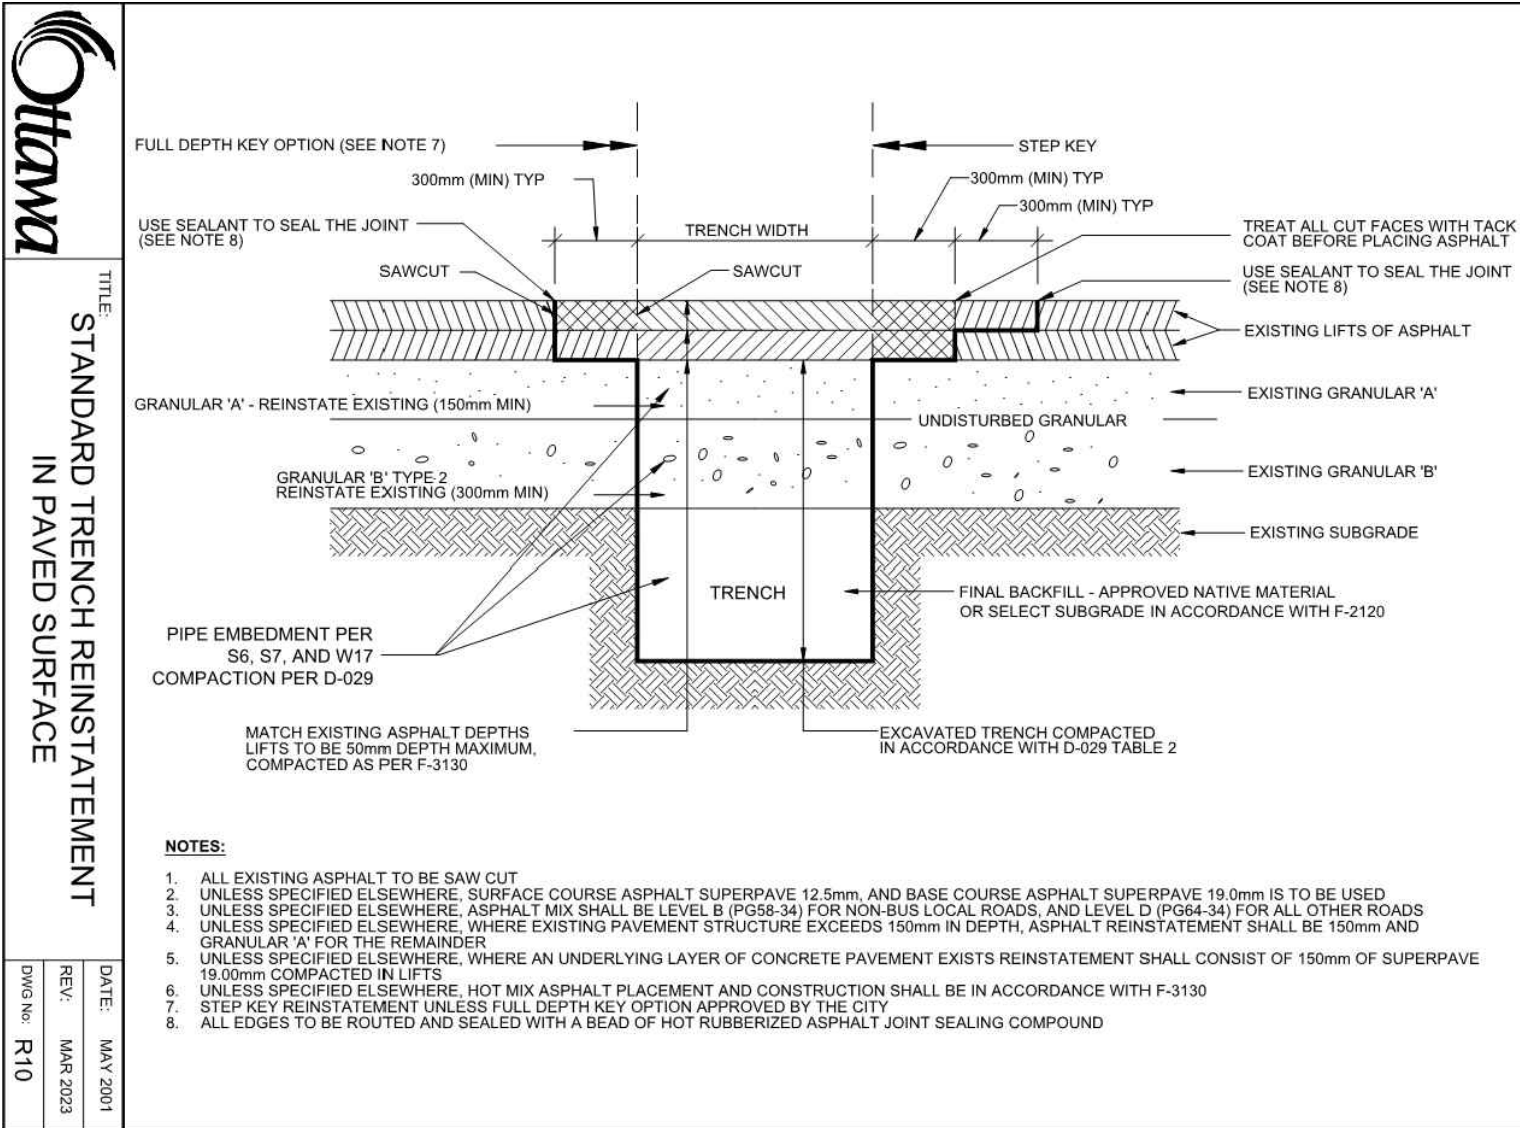 Ottawa
TITLE:
STANDARD TRENCH REINSTATEMENT
IN PAVED SURFACE
DATE: MAY 2001
REV: MAR 2023
DWG No: R10
FULL DEPTH KEY OPTION (SEE NOTE 7)
STEP KEY
300mm (MIN) TYP
300mm (MIN) TYP
300mm (MIN) TYP
USE SEALANT TO SEAL THE JOINT
(SEE NOTE 8)
TRENCH WIDTH
TREAT ALL CUT FACES WITH TACK
COAT BEFORE PLACING ASPHALT
SAWCUT
SAWCUT
USE SEALANT TO SEAL THE JOINT
(SEE NOTE 8)
EXISTING LIFTS OF ASPHALT
GRANULAR 'A' - REINSTATE EXISTING (150mm MIN)
EXISTING GRANULAR 'A'
UNDISTURBED GRANULAR
GRANULAR 'B' TYPE 2
REINSTATE EXISTING (300mm MIN)
EXISTING GRANULAR 'B'
EXISTING SUBGRADE
TRENCH
FINAL BACKFILL - APPROVED NATIVE MATERIAL
OR SELECT SUBGRADE IN ACCORDANCE WITH F-2120
PIPE EMBEDMENT PER
S6, S7, AND W17
COMPACTION PER D-029
MATCH EXISTING ASPHALT DEPTHS
LIFTS TO BE 50mm DEPTH MAXIMUM,
COMPACTED AS PER F-3130
EXCAVATED TRENCH COMPACTED
IN ACCORDANCE WITH D-029 TABLE 2
NOTES:
1. ALL EXISTING ASPHALT TO BE SAW CUT
2. UNLESS SPECIFIED ELSEWHERE, SURFACE COURSE ASPHALT SUPERPAVE 12.5mm, AND BASE COURSE ASPHALT SUPERPAVE 19.0mm IS TO BE USED
3. UNLESS SPECIFIED ELSEWHERE, ASPHALT MIX SHALL BE LEVEL B (PG58-34) FOR NON-BUS LOCAL ROADS, AND LEVEL D (PG64-34) FOR ALL OTHER ROADS
4. UNLESS SPECIFIED ELSEWHERE, WHERE EXISTING PAVEMENT STRUCTURE EXCEEDS 150mm IN DEPTH, ASPHALT REINSTATEMENT SHALL BE 150mm AND
GRANULAR 'A' FOR THE REMAINDER
5. UNLESS SPECIFIED ELSEWHERE, WHERE AN UNDERLYING LAYER OF CONCRETE PAVEMENT EXISTS REINSTATEMENT SHALL CONSIST OF 150mm OF SUPERPAVE
19.00mm COMPACTED IN LIFTS
6. UNLESS SPECIFIED ELSEWHERE, HOT MIX ASPHALT PLACEMENT AND CONSTRUCTION SHALL BE IN ACCORDANCE WITH F-3130
7. STEP KEY REINSTATEMENT UNLESS FULL DEPTH KEY OPTION APPROVED BY THE CITY
8. ALL EDGES TO BE ROUTED AND SEALED WITH A BEAD OF HOT RUBBERIZED ASPHALT JOINT SEALING COMPOUND